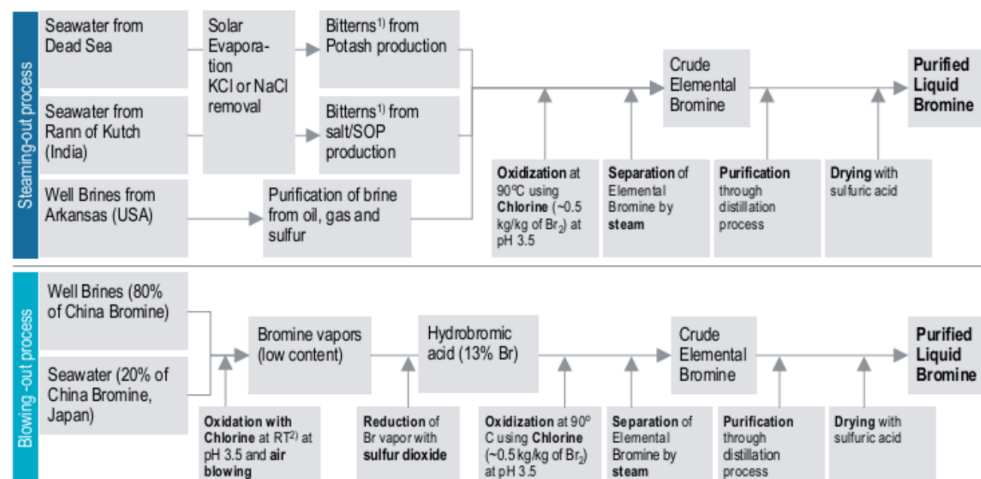 Steaming-out process
Seawater from
Dead Sea
Seawater from
Rann of Kutch
(India)
Well Brines from
Arkansas (USA)
Solar
Evapora-
tion
KCl or NaCl
removal
Bitterns1) from
Potash production
Bitterns1) from
salt/SOP
production
Purification of brine
from oil, gas and
sulfur
Crude
Elemental
Bromine
Purified
Liquid
Bromine
Oxidization at
90ºC using
Chlorine (~0.5
kg/kg of Br2) at
pH 3.5
Separation of
Elemental
Bromine by
steam
Purification
through
distillation
process
Drying with
sulfuric acid
Blowing -out process
Well Brines (80%
of China Bromine)
Seawater (20% of
China Bromine,
Japan)
Bromine vapors
(low content)
Hydrobromic
acid (13% Br)
Crude
Elemental
Bromine
Purified
Liquid
Bromine
Oxidation with
Chlorine at RT2) at
pH 3.5 and air
blowing
Reduction of
Br vapor with
sulfur dioxide
Oxidization at 90º
C using Chlorine
(~0.5 kg/kg of Br2)
at pH 3.5
Separation of
Elemental
Bromine by
steam
Purification
through
distillation
process
Drying with
sulfuric acid